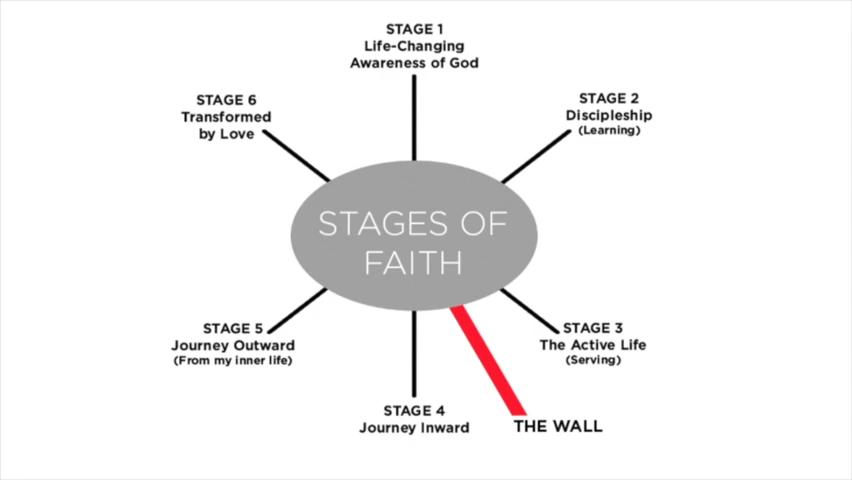 STAGE 1
Life-Changing
Awareness of God
STAGE 6
Transformed
by Love
STAGE 2
Discipleship
(Learning)
STAGES OF
FAITH
STAGE 5
Journey Outward
(From my inner life)
STAGE 3
The Active Life
(Serving)
STAGE 4
Journey Inward
THE WALL